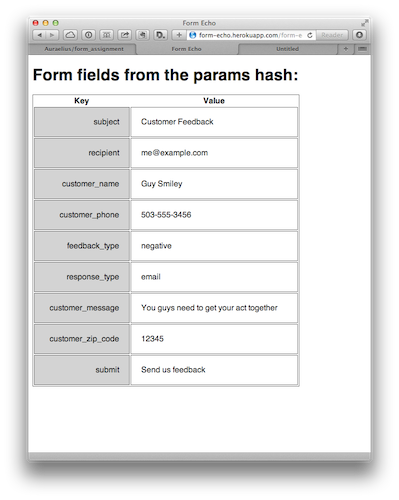 Form Echo
form-echo.herokuapp.com/form-e
Reader
Auraelius/form_assignment
Form Echo
Untitled
Form fields from the params hash:
Key Value
subject Customer Feedback
recipient me@example.com
customer_name Guy Smiley
customer_phone 503-555-3456
feedback_type negative
response_type email
customer_message You guys need to get your act together
customer_zip_code 12345
submit Send us feedback